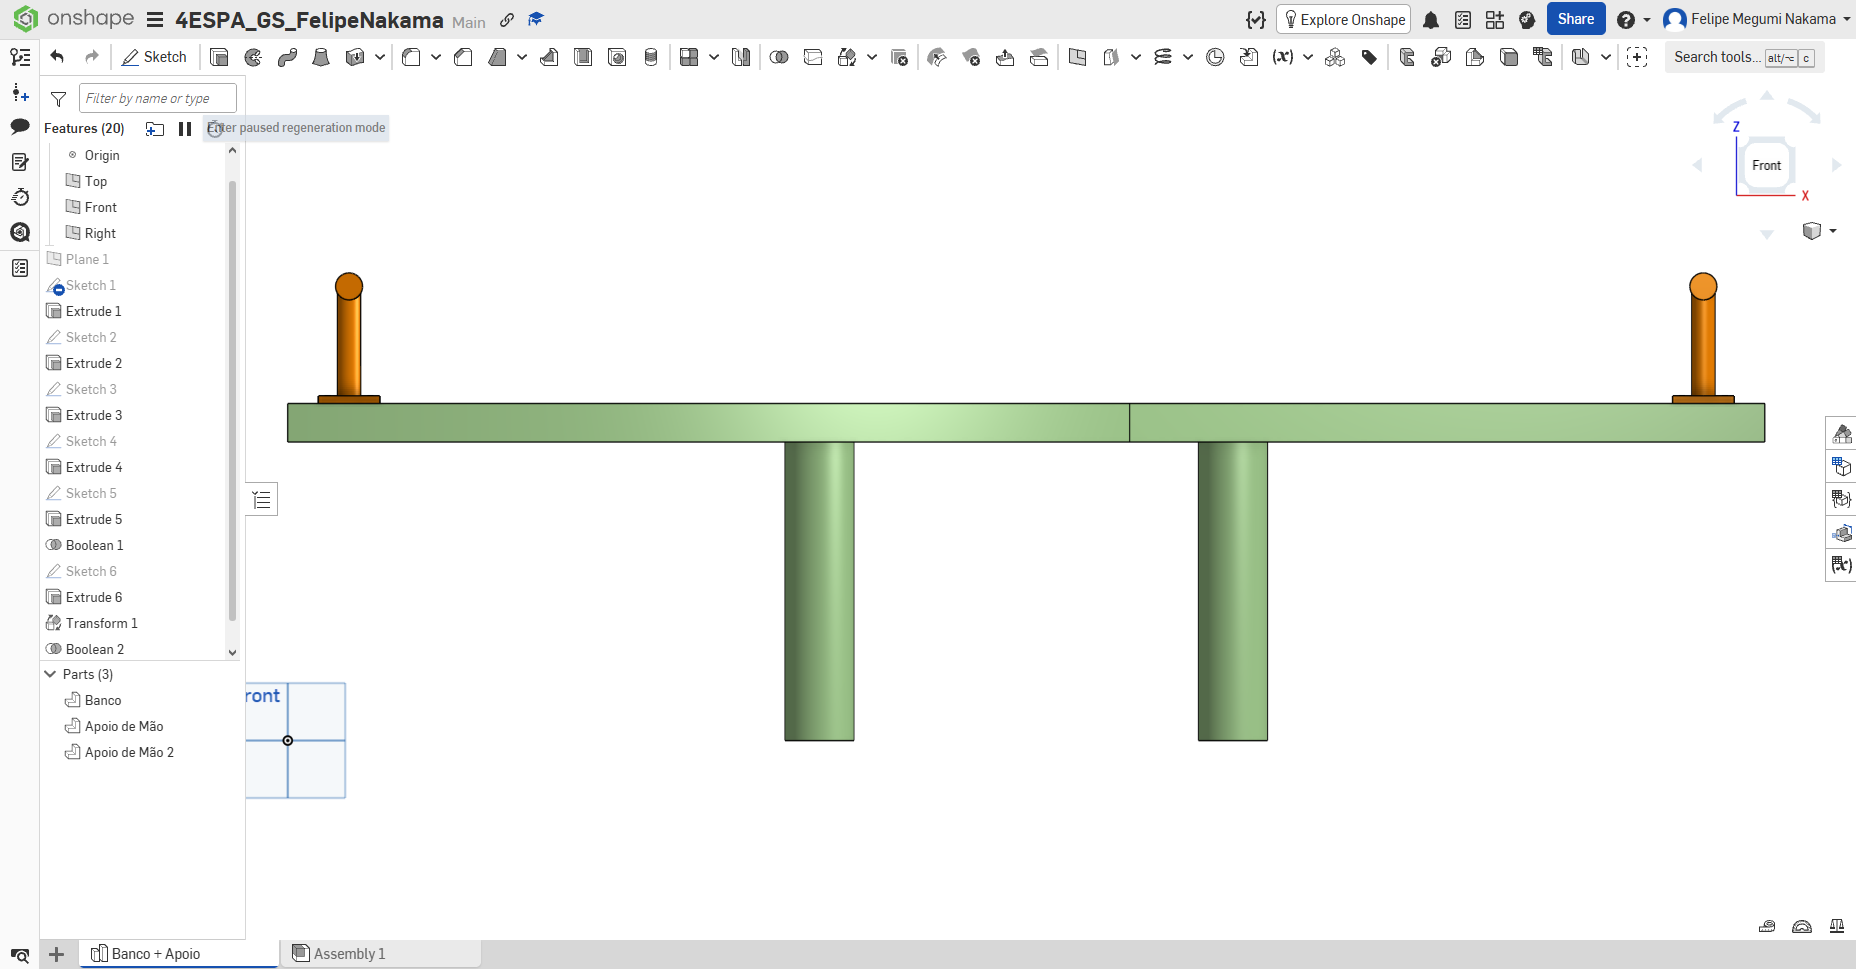 onshape
4ESPA_GS_FelipeNakama Main
Explore Onshape
Share
Felipe Megumi Nakama
Sketch
Search tools... alt/⌥ c
Filter by name or type
Features (20)
Enter paused regeneration mode
Origin
Top
Front
Right
Plane 1
Sketch 1
Extrude 1
Sketch 2
Extrude 2
Sketch 3
Extrude 3
Sketch 4
Extrude 4
Sketch 5
Extrude 5
Boolean 1
Sketch 6
Extrude 6
Transform 1
Boolean 2
Parts (3)
Banco
Apoio de Mão
Apoio de Mão 2
Z
Front
X
ront
Banco + Apoio
Assembly 1